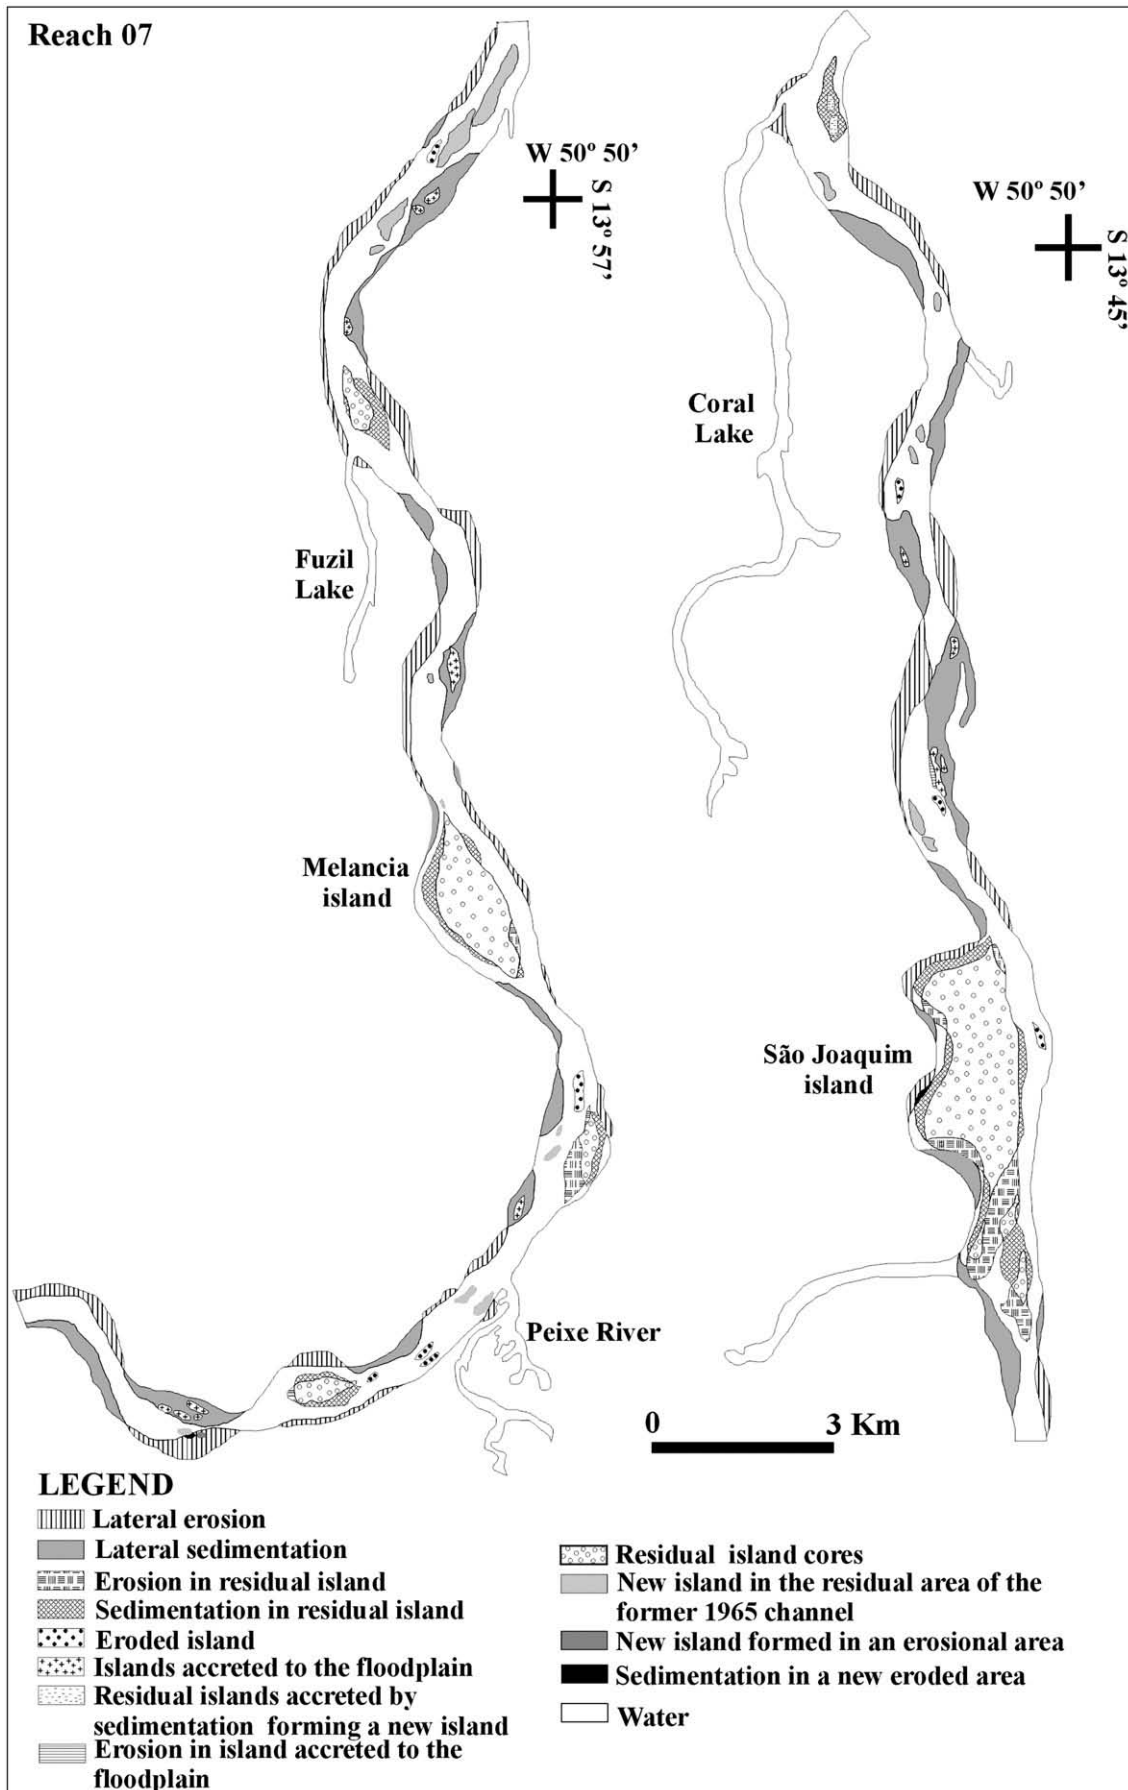 Reach 07
W 50º 50’
S 13º 57’
W 50º 50’
S 13º 45’
Coral
Lake
Fuzil
Lake
Melancia
island
São Joaquim
island
Peixe River
0 3 Km
LEGEND
Lateral erosion
Lateral sedimentation
Erosion in residual island
Sedimentation in residual island
Eroded island
Islands accreted to the floodplain
Residual islands accreted by
sedimentation forming a new island
Erosion in island accreted to the
floodplain
Residual island cores
New island in the residual area of the
former 1965 channel
New island formed in an erosional area
Sedimentation in a new eroded area
Water